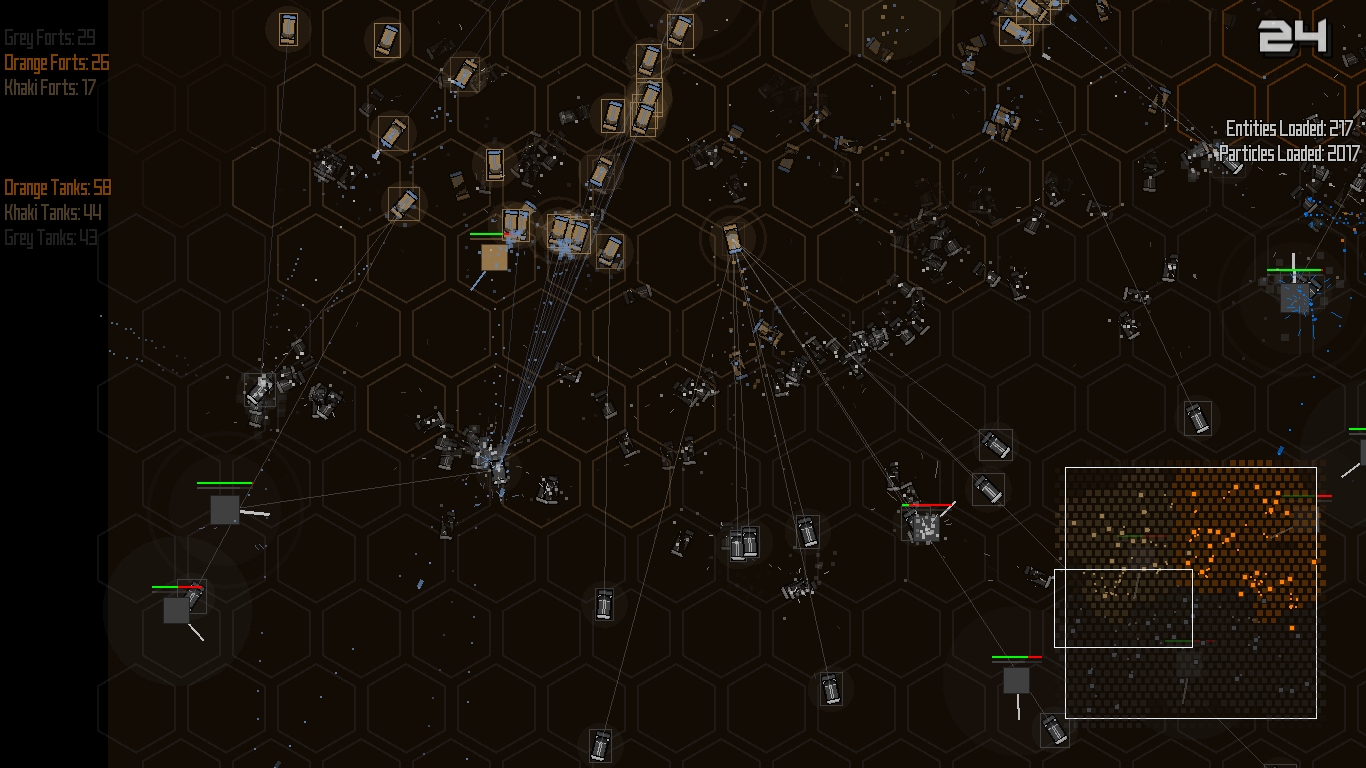 Grey Forts: 29
Orange Forts: 26
Khaki Forts: 17
Orange Tanks: 58
Khaki Tanks: 44
Grey Tanks: 43
24
Entities Loaded: 217
Particles Loaded: 2017